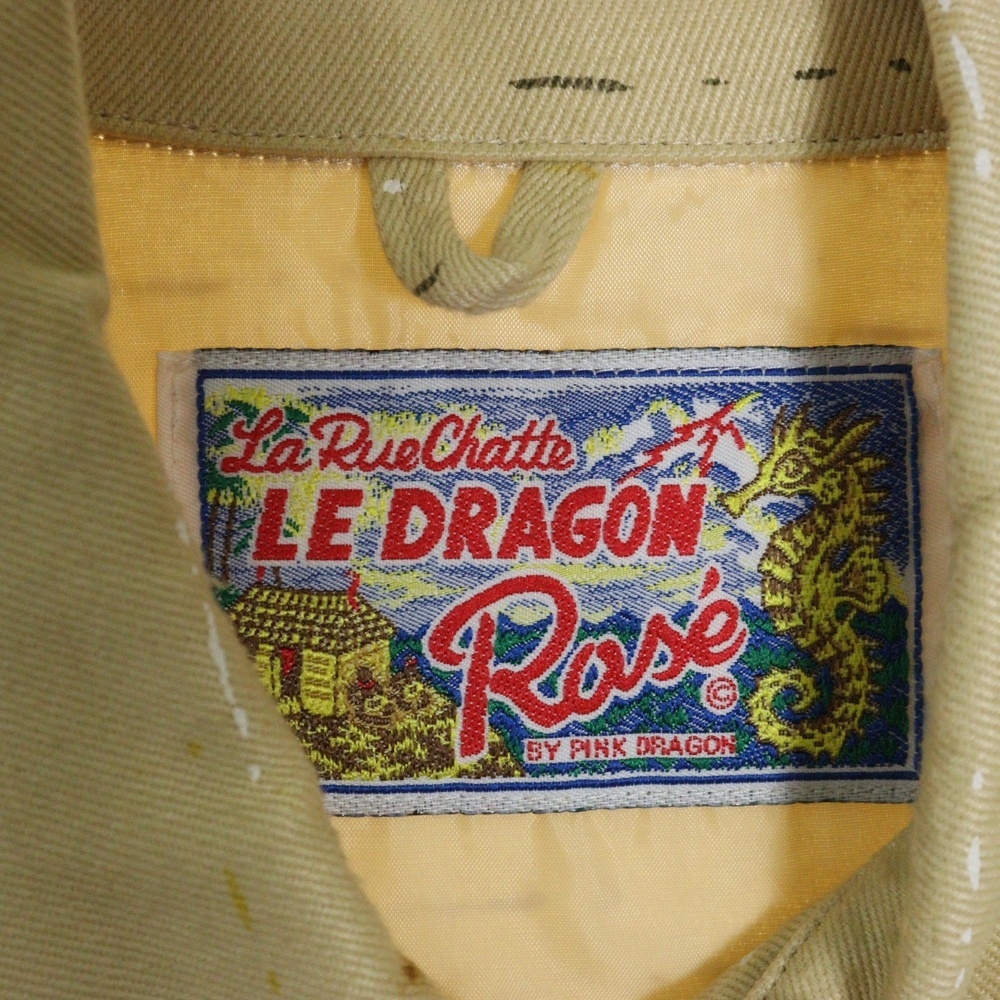 La Rue Chatte
LE DRAGON
Rosé
©
BY PINK DRAGON